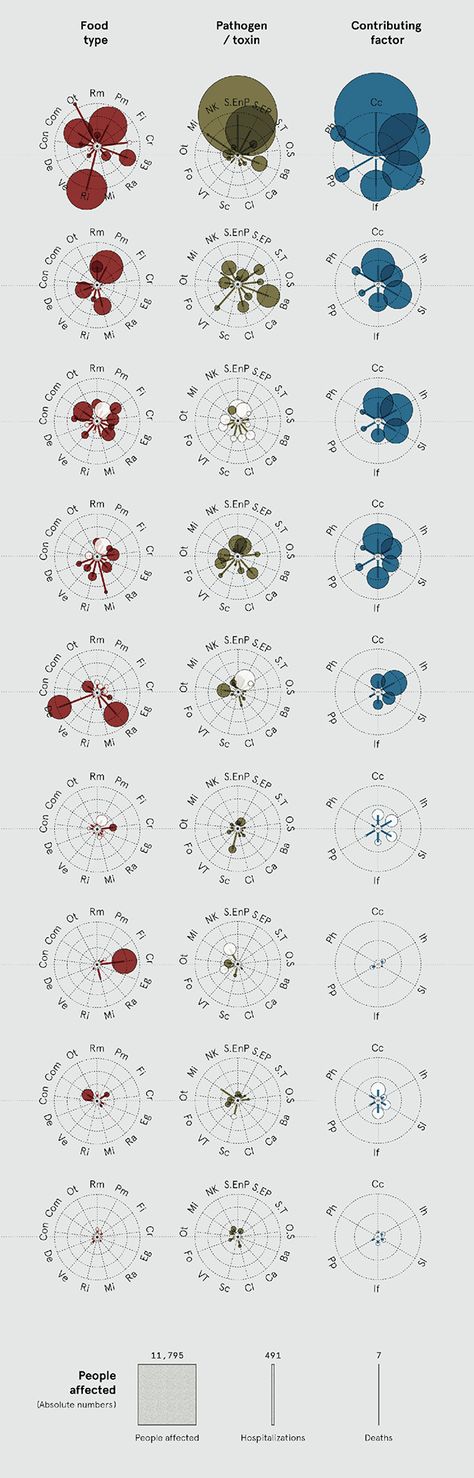 Food
type
Pathogen
/ toxin
Contributing
factor
Rm Pm Fi Cr Eg Ra Mi Ri Ve De Con Com Ot
S.EnP S.EP S.T O.S Ba Ca Cl Sc VT Fo Ot Mi NK
Cc Ih Si If Pp Ph
Rm Pm Fi Cr Eg Ra Mi Ri Ve De Con Com Ot
S.EnP S.EP S.T O.S Ba Ca Cl Sc VT Fo Ot Mi NK
Cc Ih Si If Pp Ph
Rm Pm Fi Cr Eg Ra Mi Ri Ve De Con Com Ot
S.EnP S.EP S.T O.S Ba Ca Cl Sc VT Fo Ot Mi NK
Cc Ih Si If Pp Ph
Rm Pm Fi Cr Eg Ra Mi Ri Ve De Con Com Ot
S.EnP S.EP S.T O.S Ba Ca Cl Sc VT Fo Ot Mi NK
Cc Ih Si If Pp Ph
Rm Pm Fi Cr Eg Ra Mi Ri Ve Con Com Ot
S.EnP S.EP S.T O.S Ba Ca Cl Sc VT Fo Ot Mi NK
Cc Ih Si If Pp Ph
Rm Pm Fi Cr Eg Ra Mi Ri Ve De Con Com Ot
S.EnP S.EP S.T O.S Ba Ca Cl Sc VT Fo Ot Mi NK
Cc Ih Si If Pp Ph
Rm Pm Fi Cr Eg Ra Mi Ri Ve De Con Com Ot
S.EnP S.EP S.T O.S Ba Ca Cl Sc VT Fo Ot Mi NK
Cc Ih Si If Pp Ph
Rm Pm Fi Cr Eg Ra Mi Ri Ve De Con Com Ot
S.EnP S.EP S.T O.S Ba Ca Cl Sc VT Fo Ot Mi NK
Cc Ih Si If Pp Ph
Rm Pm Fi Cr Eg Ra Mi Ri Ve De Con Com Ot
S.EnP S.EP S.T O.S Ba Ca Cl Sc VT Fo Ot Mi NK
Cc Ih Si If Pp Ph
11,795
491
7
People
affected
(Absolute numbers)
People affected
Hospitalizations
Deaths